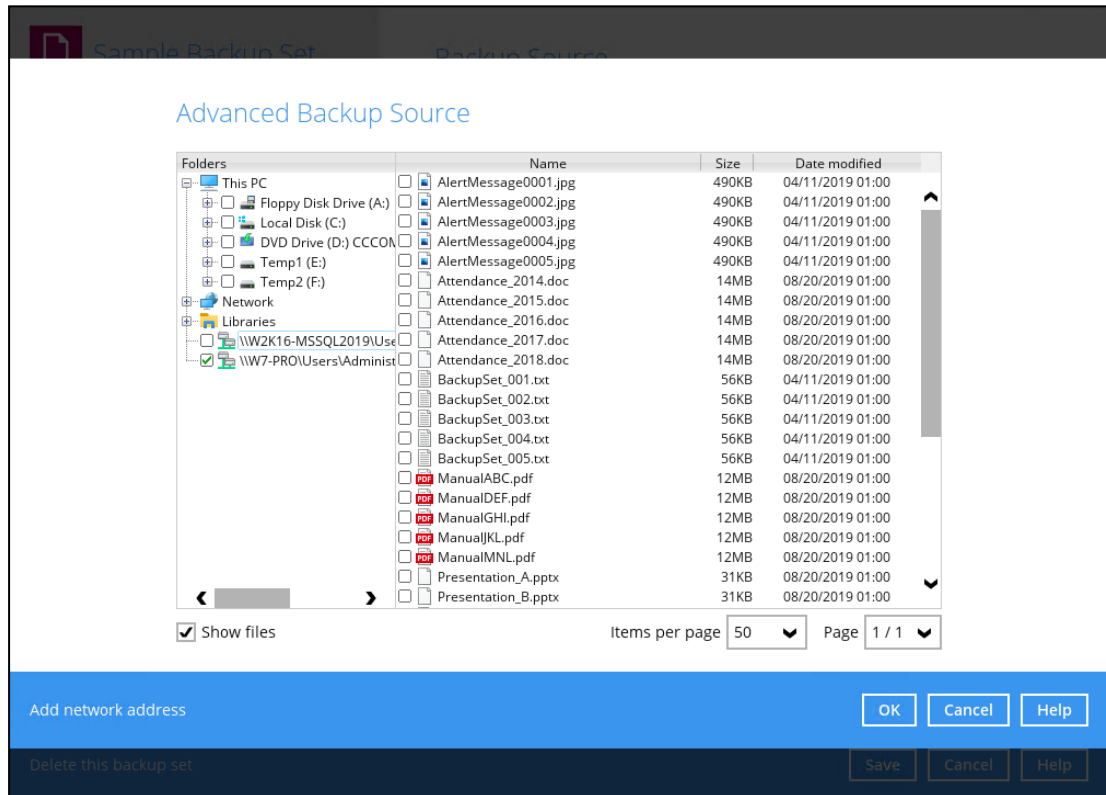 Sample Backup Set
Backup Source
Advanced Backup Source
Folders Name Size Date modified
This PC
Floppy Disk Drive (A:)
Local Disk (C:)
DVD Drive (D:) CCCOM
Temp1 (E:)
Temp2 (F:)
Network
Libraries
\\W2K16-MSSQL2019\Use
\\W7-PRO\Users\Administ
AlertMessage0001.jpg 490KB 04/11/2019 01:00
AlertMessage0002.jpg 490KB 04/11/2019 01:00
AlertMessage0003.jpg 490KB 04/11/2019 01:00
AlertMessage0004.jpg 490KB 04/11/2019 01:00
AlertMessage0005.jpg 490KB 04/11/2019 01:00
Attendance_2014.doc 14MB 08/20/2019 01:00
Attendance_2015.doc 14MB 08/20/2019 01:00
Attendance_2016.doc 14MB 08/20/2019 01:00
Attendance_2017.doc 14MB 08/20/2019 01:00
Attendance_2018.doc 14MB 08/20/2019 01:00
BackupSet_001.txt 56KB 04/11/2019 01:00
BackupSet_002.txt 56KB 04/11/2019 01:00
BackupSet_003.txt 56KB 04/11/2019 01:00
BackupSet_004.txt 56KB 04/11/2019 01:00
BackupSet_005.txt 56KB 04/11/2019 01:00
PDF ManualABC.pdf 12MB 08/20/2019 01:00
PDF ManualDEF.pdf 12MB 08/20/2019 01:00
PDF ManualGHI.pdf 12MB 08/20/2019 01:00
PDF ManualJKL.pdf 12MB 08/20/2019 01:00
PDF ManualMNL.pdf 12MB 08/20/2019 01:00
Presentation_A.pptx 31KB 08/20/2019 01:00
Presentation_B.pptx 31KB 08/20/2019 01:00
Show files Items per page 50 Page 1 / 1
Add network address OK Cancel Help
Delete this backup set Save Cancel Help